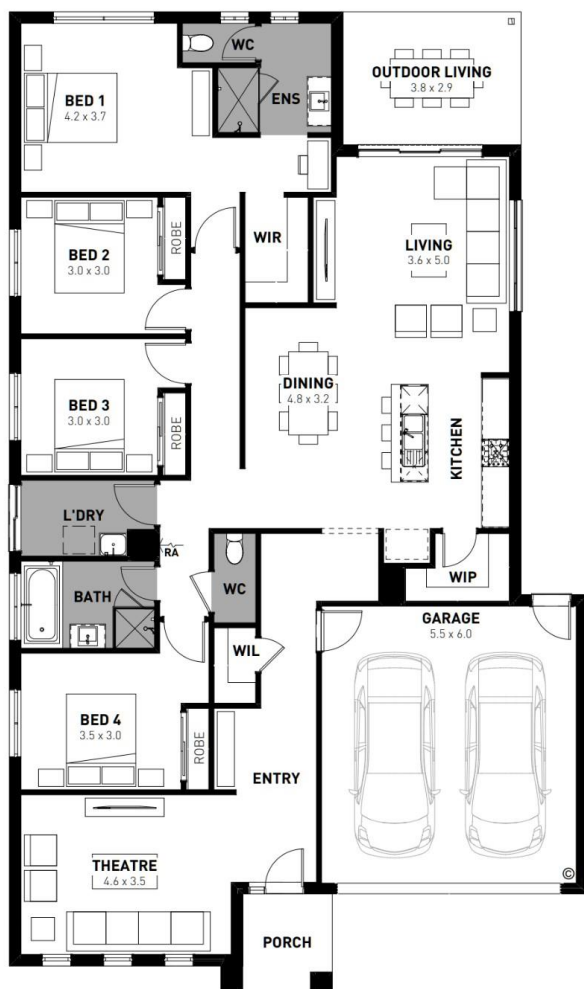 WC
ENS
OUTDOOR LIVING
3.8 x 2.9
BED 1
4.2 x 3.7
BED 2
3.0 x 3.0
ROBE
WIR
LIVING
3.6 x 5.0
DINING
4.8 x 3.2
BED 3
3.0 x 3.0
ROBE
KITCHEN
L'DRY
RA
BATH
WC
WIP
WIL
GARAGE
5.5 x 6.0
BED 4
3.5 x 3.0
ROBE
ENTRY
THEATRE
4.6 x 3.5
©
PORCH